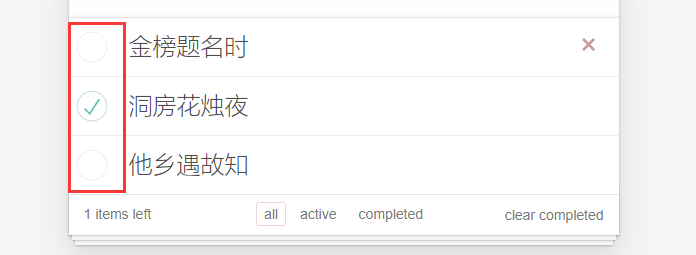 金榜题名时
洞房花烛夜
他乡遇故知
1 items left all active completed clear completed